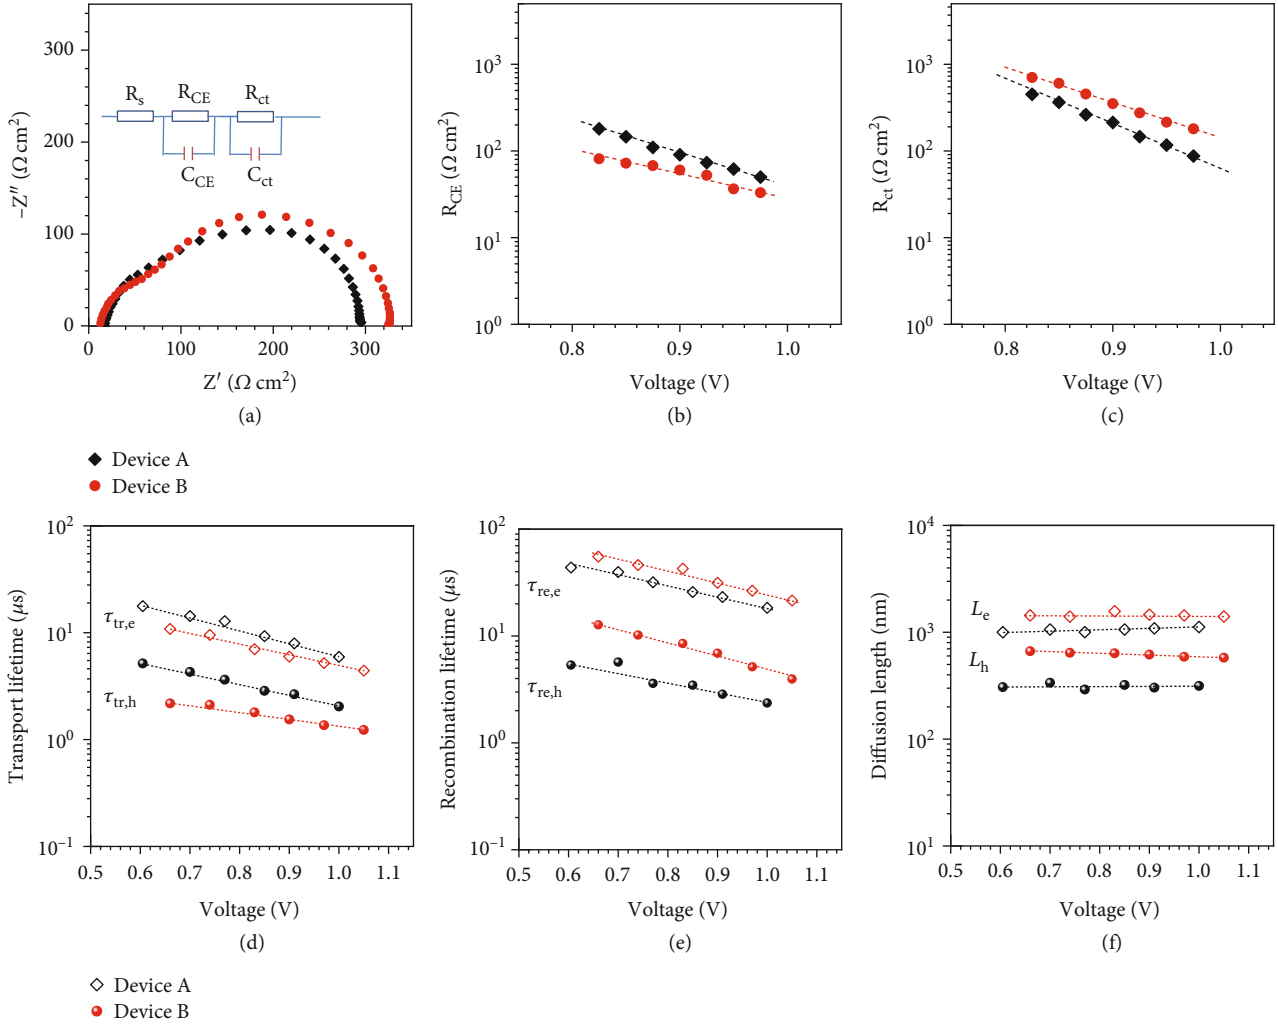 300
200
100
0
−Z″ (Ω cm²)
R_s
R_CE
R_ct
C_CE
C_ct
0 100 200 300
Z′ (Ω cm²)
(a)
10³
10²
10¹
10⁰
R_CE (Ω cm²)
0.8 0.9 1.0
Voltage (V)
(b)
10³
10²
10¹
10⁰
R_ct (Ω cm²)
0.8 0.9 1.0
Voltage (V)
(c)
Device A
Device B
10²
10¹
10⁰
10⁻¹
Transport lifetime (μs)
τ_tr,e
τ_tr,h
0.5 0.6 0.7 0.8 0.9 1.0 1.1
Voltage (V)
(d)
10²
10¹
10⁰
10⁻¹
Recombination lifetime (μs)
τ_re,e
τ_re,h
0.5 0.6 0.7 0.8 0.9 1.0 1.1
Voltage (V)
(e)
10⁴
10³
10²
10¹
Diffusion length (nm)
L_e
L_h
0.5 0.6 0.7 0.8 0.9 1.0 1.1
Voltage (V)
(f)
Device A
Device B